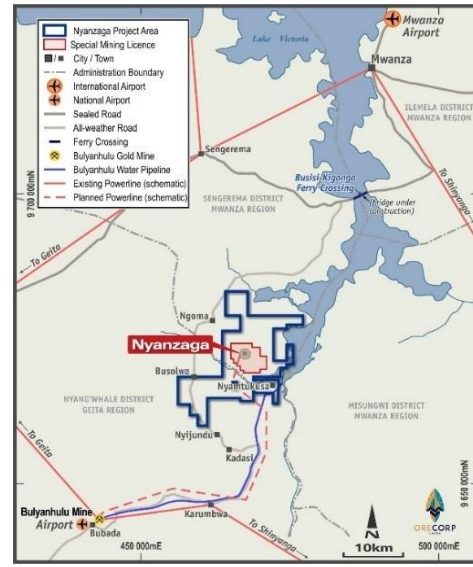 Nyanzaga Project Area
Special Mining Licence
City / Town
Administration Boundary
International Airport
National Airport
Sealed Road
All-weather Road
Ferry Crossing
Bulyanhulu Gold Mine
Bulyanhulu Water Pipeline
Existing Powerline (schematic)
Planned Powerline (schematic)
Lake Victoria
Mwanza
Airport
Mwanza
ILEMELA DISTRICT
MWANZA REGION
Sengerema
To Shinyanga
Busisi-Kigongo
Ferry Crossing
(Bridge under
construction)
9 700 000mN
SENGEREMA DISTRICT
MWANZA REGION
To Geita
Ngoma
Nyanzaga
Busolwa
Nyamtukusa
NYANG'WHALE DISTRICT
GEITA REGION
MISUNGWI DISTRICT
MWANZA REGION
Nyijundu
Kadasi
To Geita
9 650 000mN
Bulyanhulu Mine
Airport
Bubada
Karumbwa
To Shinyanga
N
10km
ORECORP
450 000mE
500 000mE